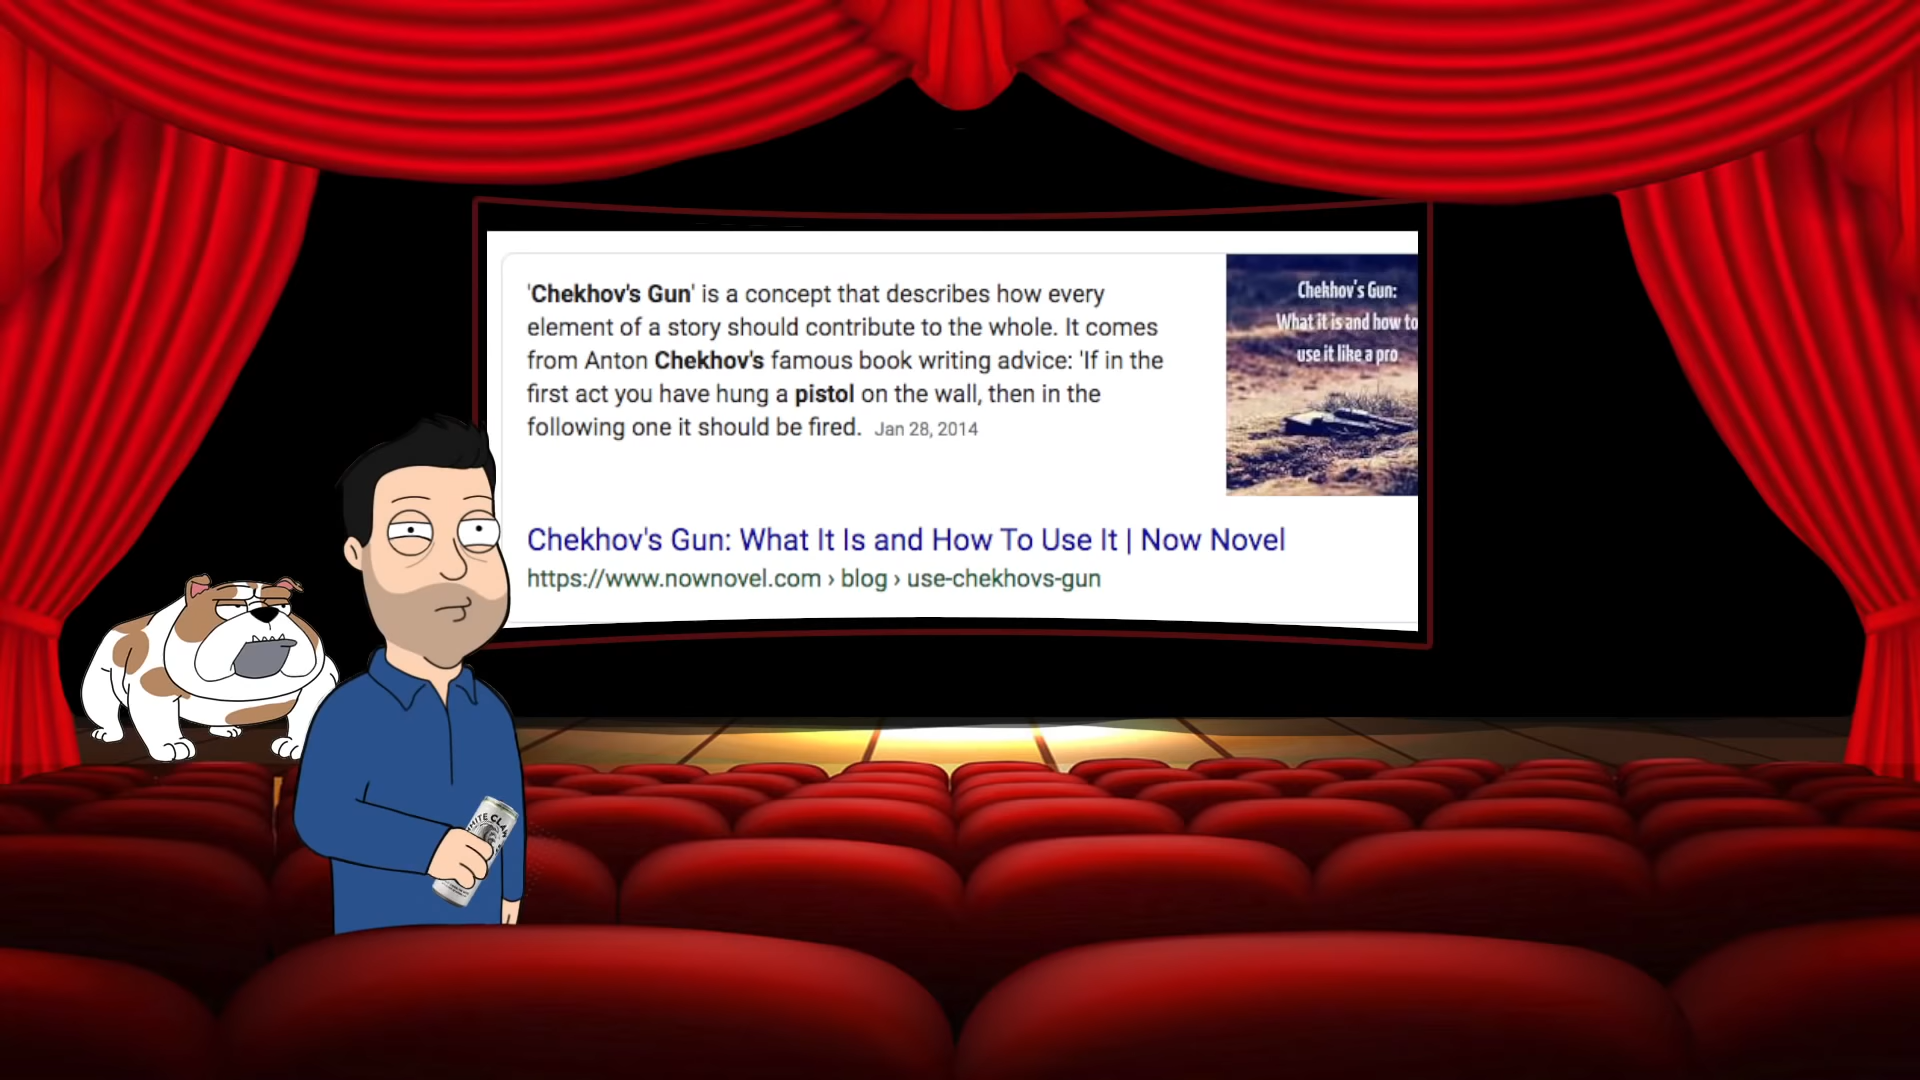 'Chekhov's Gun' is a concept that describes how every
element of a story should contribute to the whole. It comes
from Anton Chekhov's famous book writing advice: 'If in the
first act you have hung a pistol on the wall, then in the
following one it should be fired. Jan 28, 2014
Chekhov's Gun:
What it is and how to
use it like a pro
Chekhov's Gun: What It Is and How To Use It | Now Novel
https://www.nownovel.com › blog › use-chekhovs-gun
HITE CLAW